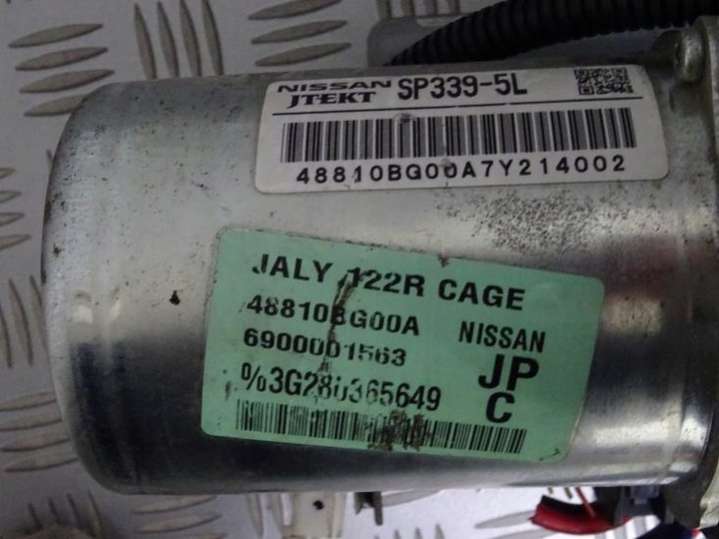 NISSAN SP339-5L
JTEKT
48810BG00A7Y214002
JALY 122R CAGE
48810BG00A NISSAN
6900001563 JP
%3G280365649 C